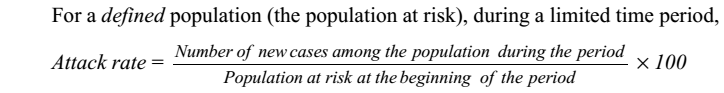 For a defined population (the population at risk), during a limited time period,
Attack rate = Number of new cases among the population during the period / Population at risk at the beginning of the period × 100